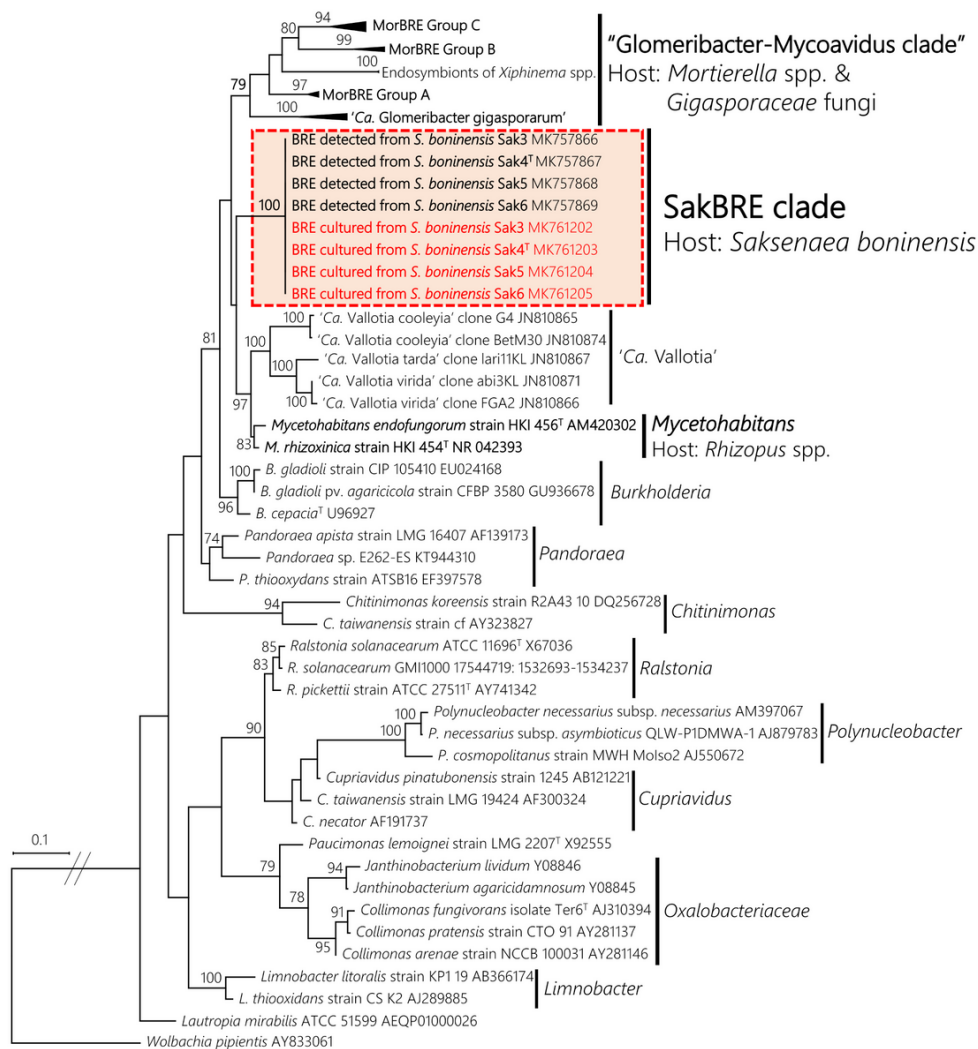 94
MorBRE Group C
80
99
MorBRE Group B
100
Endosymbionts of Xiphinema spp.
79
97
MorBRE Group A
100
'Ca. Glomeribacter gigasporarum'
"Glomeribacter-Mycoavidus clade"
Host: Mortierella spp. &
Gigasporaceae fungi
BRE detected from S. boninensis Sak3 MK757866
BRE detected from S. boninensis Sak4ᵀ MK757867
BRE detected from S. boninensis Sak5 MK757868
100
BRE detected from S. boninensis Sak6 MK757869
BRE cultured from S. boninensis Sak3 MK761202
BRE cultured from S. boninensis Sak4ᵀ MK761203
BRE cultured from S. boninensis Sak5 MK761204
BRE cultured from S. boninensis Sak6 MK761205
SakBRE clade
Host: Saksenaea boninensis
100
'Ca. Vallotia cooleyia' clone G4 JN810865
'Ca. Vallotia cooleyia' clone BetM30 JN810874
81
100
100
'Ca. Vallotia tarda' clone lari11KL JN810867
'Ca. Vallotia virida' clone abi3KL JN810871
100
'Ca. Vallotia virida' clone FGA2 JN810866
'Ca. Vallotia'
97
Mycetohabitans endofungorum strain HKI 456ᵀ AM420302
83
M. rhizoxinica strain HKI 454ᵀ NR 042393
Mycetohabitans
Host: Rhizopus spp.
100
B. gladioli strain CIP 105410 EU024168
B. gladioli pv. agaricicola strain CFBP 3580 GU936678
96
B. cepaciaᵀ U96927
Burkholderia
74
Pandoraea apista strain LMG 16407 AF139173
Pandoraea sp. E262-ES KT944310
P. thiooxydans strain ATSB16 EF397578
Pandoraea
94
Chitinimonas koreensis strain R2A43 10 DQ256728
C. taiwanensis strain cf AY323827
Chitinimonas
85
Ralstonia solanacearum ATCC 11696ᵀ X67036
83
R. solanacearum GMI1000 17544719: 1532693-1534237
R. pickettii strain ATCC 27511ᵀ AY741342
Ralstonia
90
100
Polynucleobacter necessarius subsp. necessarius AM397067
100
P. necessarius subsp. asymbioticus QLW-P1DMWA-1 AJ879783
P. cosmopolitanus strain MWH MoIso2 AJ550672
Polynucleobacter
Cupriavidus pinatubonensis strain 1245 AB121221
C. taiwanensis strain LMG 19424 AF300324
C. necator AF191737
Cupriavidus
0.1
Paucimonas lemoignei strain LMG 2207ᵀ X92555
79
94
Janthinobacterium lividum Y08846
Janthinobacterium agaricidamnosum Y08845
78
91
Collimonas fungivorans isolate Ter6ᵀ AJ310394
Collimonas pratensis strain CTO 91 AY281137
95
Collimonas arenae strain NCCB 100031 AY281146
Oxalobacteriaceae
100
Limnobacter litoralis strain KP1 19 AB366174
L. thiooxidans strain CS K2 AJ289885
Limnobacter
Lautropia mirabilis ATCC 51599 AEQP01000026
Wolbachia pipientis AY833061